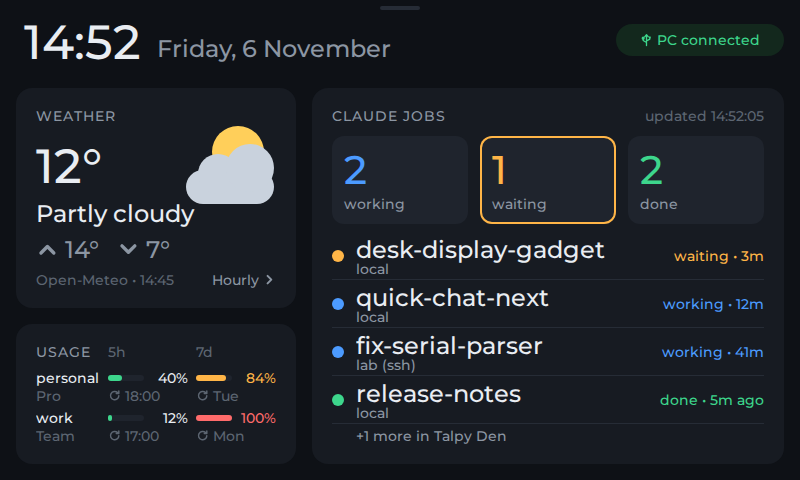 14:52 Friday, 6 November
PC connected
WEATHER
12°
Partly cloudy
14° 7°
Open-Meteo • 14:45 Hourly
USAGE 5h 7d
personal 40% 84%
Pro 18:00 Tue
work 12% 100%
Team 17:00 Mon
CLAUDE JOBS updated 14:52:05
2 1 2
working waiting done
desk-display-gadget waiting • 3m
local
quick-chat-next working • 12m
local
fix-serial-parser working • 41m
lab (ssh)
release-notes done • 5m ago
local
+1 more in Talpy Den